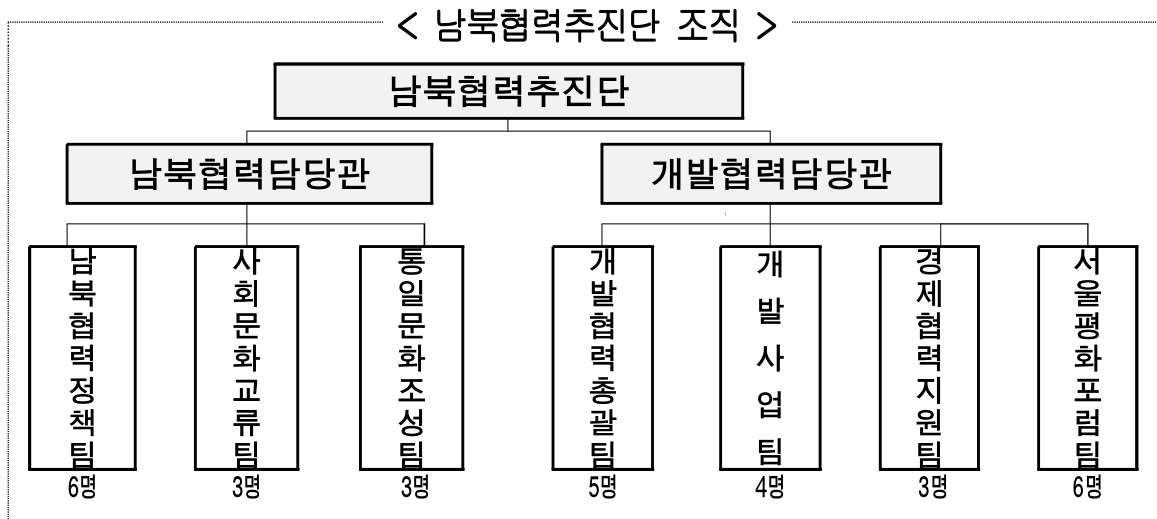 < 남북협력추진단 조직 >
남북협력추진단
남북협력담당관
개발협력담당관
남북협력정책팀
사회문화교류팀
통일문화조성팀
개발협력총괄팀
개발사업팀
경제협력지원팀
서울평화포럼팀
6명
3명
3명
5명
4명
3명
6명